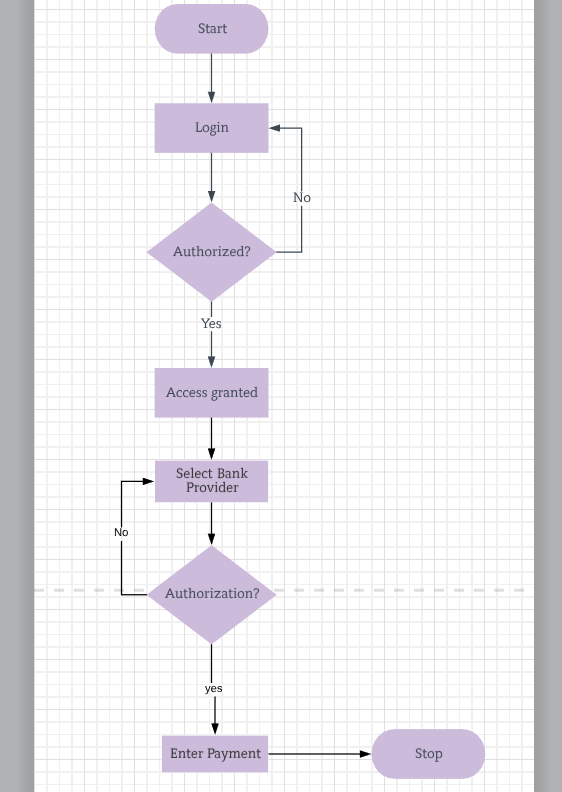 Start
Login
No
Authorized?
Yes
Access granted
Select Bank
Provider
No
Authorization?
yes
Enter Payment
Stop